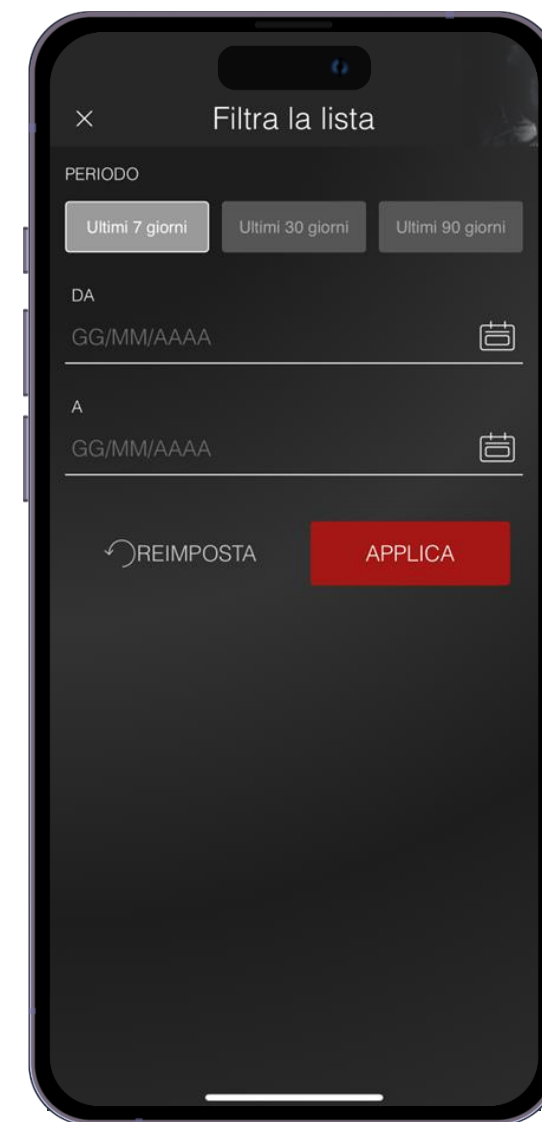 Filtra la lista
PERIODO
Ultimi 7 giorni Ultimi 30 giorni Ultimi 90 giorni
DA
GG/MM/AAAA
A
GG/MM/AAAA
REIMPOSTA APPLICA